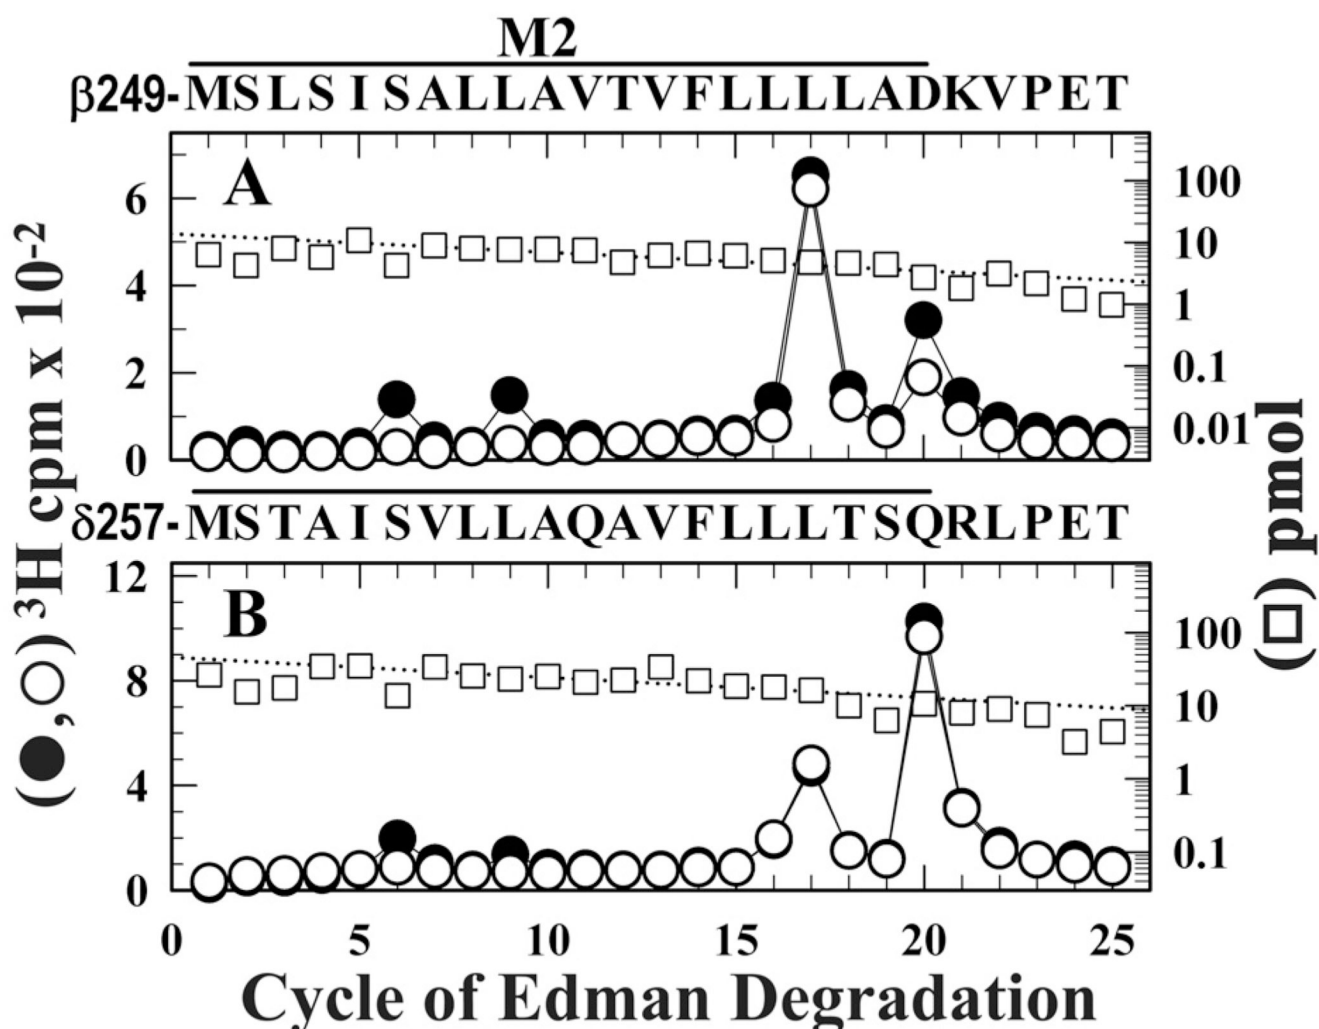 M2
β249-MSLSISALLAVTVFLLLLADKVPET
A
6
4
2
0
100
10
1
0.1
0.01
δ257-MSTAISVLLAQAVFLLLTSQRLPET
B
12
8
4
0
100
10
1
0.1
0 5 10 15 20 25
Cycle of Edman Degradation
(●,○) ³H cpm x 10⁻²
(□) pmol